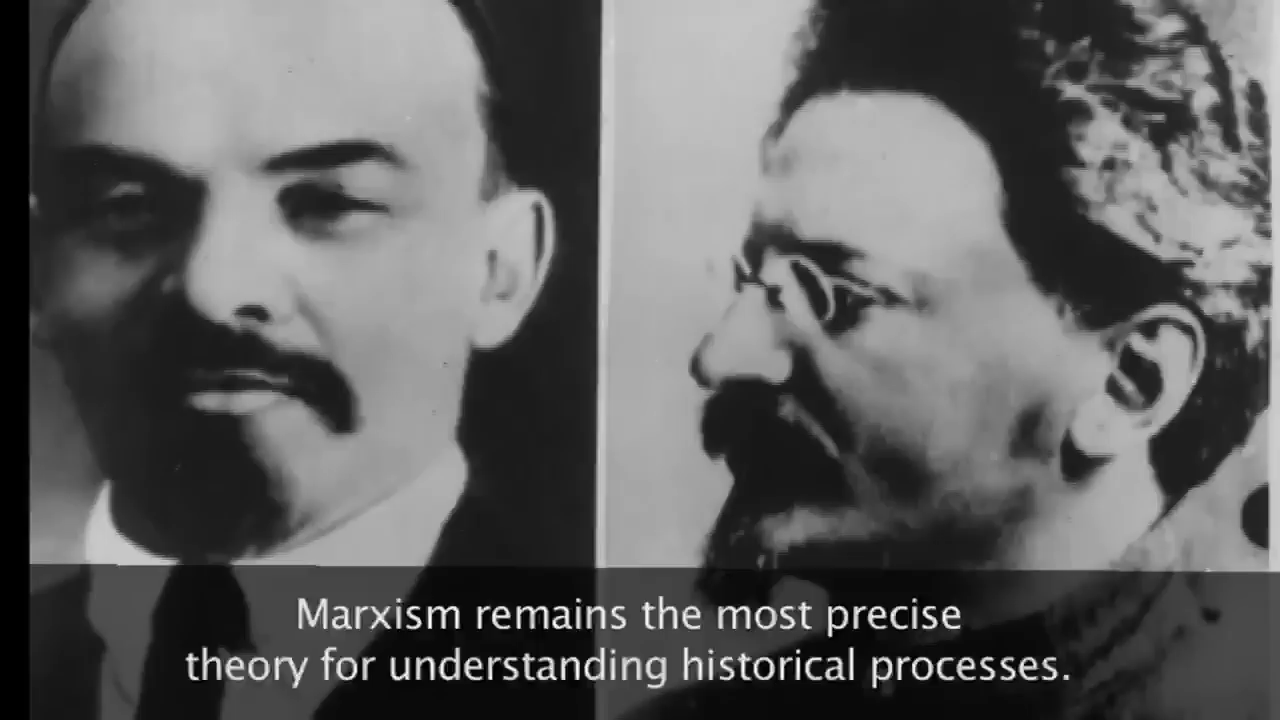 Marxism remains the most precise
theory for understanding historical processes.